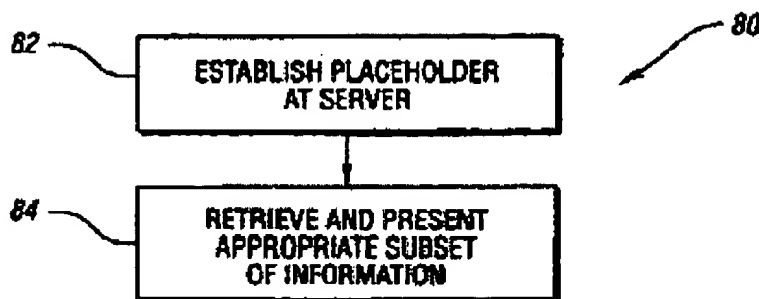 82
80
ESTABLISH PLACEHOLDER
AT SERVER
84
RETRIEVE AND PRESENT
APPROPRIATE SUBSET
OF INFORMATION